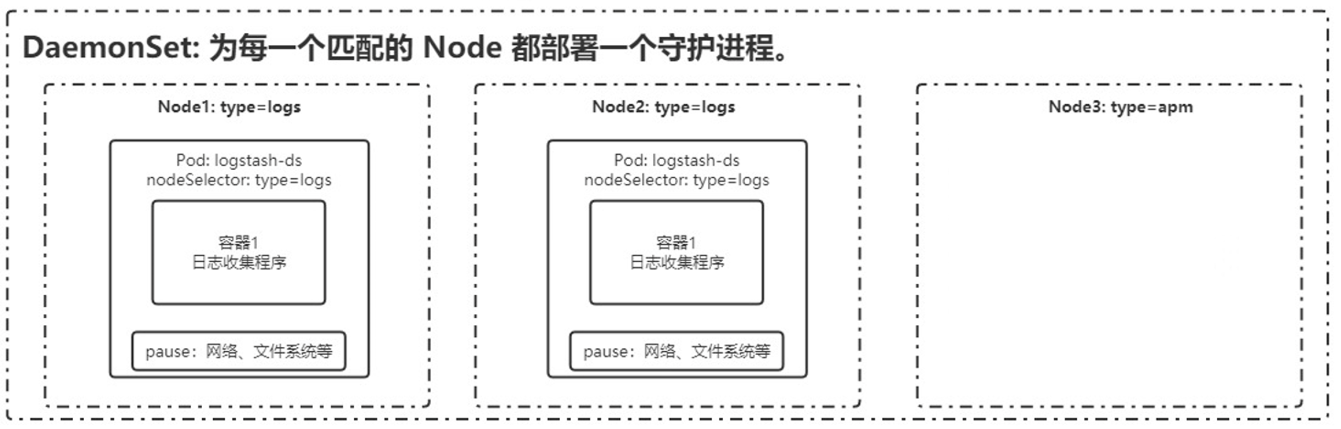 DaemonSet: 为每一个匹配的 Node 都部署一个守护进程。
Node1: type=logs
Pod: logstash-ds
nodeSelector: type=logs
容器1
日志收集程序
pause：网络、文件系统等
Node2: type=logs
Pod: logstash-ds
nodeSelector: type=logs
容器1
日志收集程序
pause：网络、文件系统等
Node3: type=apm